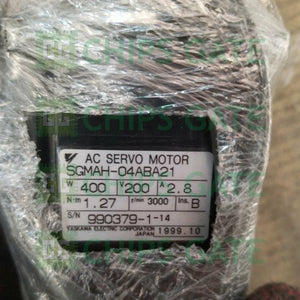 CHIPS GATE
AC SERVO MOTOR
SGMAH-04ABA21
W 400 V 200 A 2.8
N·m 1.27 r/min 3000 Ins. B
S/N 990379-1-14
YASKAWA ELECTRIC CORPORATION 1999.10
JAPAN